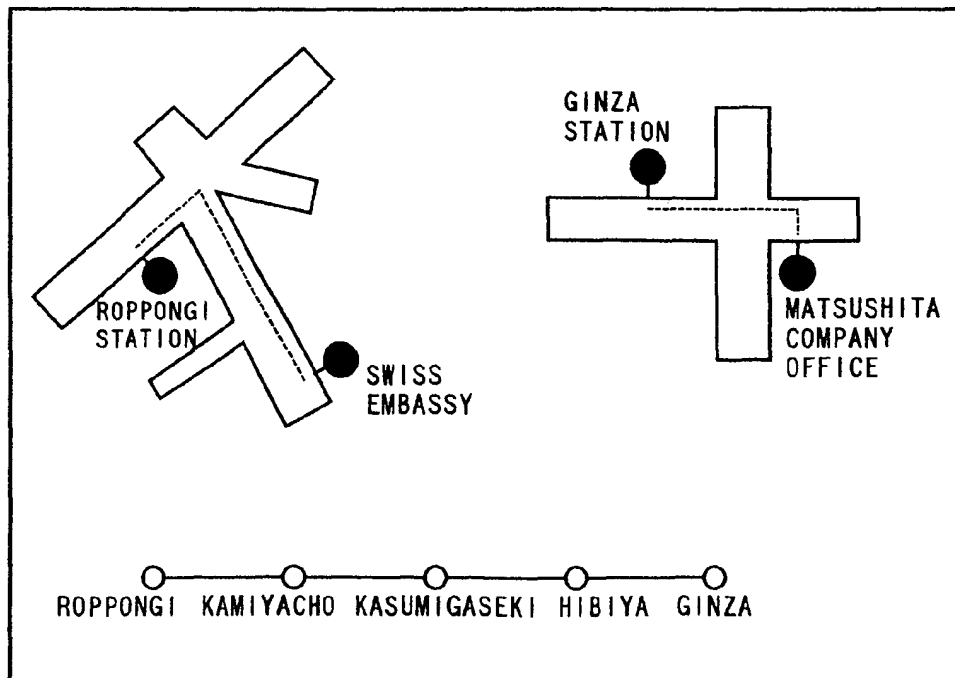 GINZA
STATION
ROPPONGI
STATION
SWISS
EMBASSY
MATSUSHITA
COMPANY
OFFICE
ROPPONGI KAMIYACHO KASUMIGASEKI HIBIYA GINZA